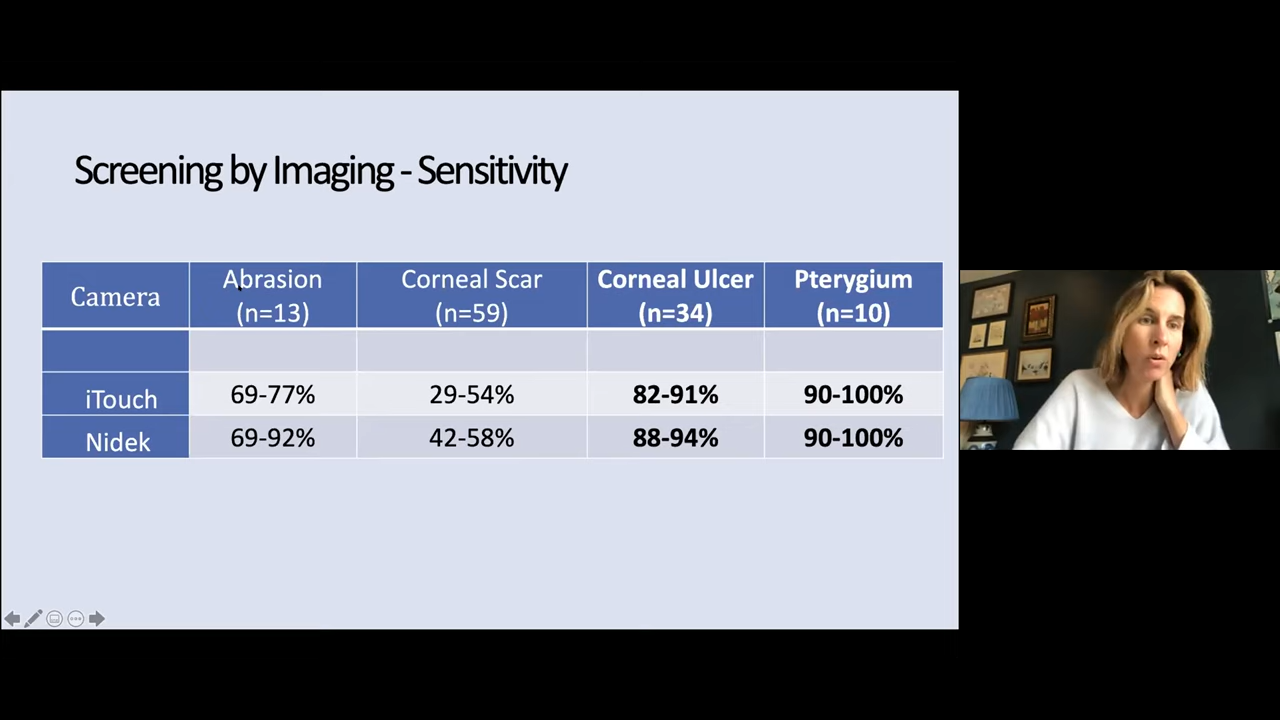 Screening by Imaging - Sensitivity
Camera
Abrasion
(n=13)
Corneal Scar
(n=59)
Corneal Ulcer
(n=34)
Pterygium
(n=10)
iTouch 69-77% 29-54% 82-91% 90-100%
Nidek 69-92% 42-58% 88-94% 90-100%